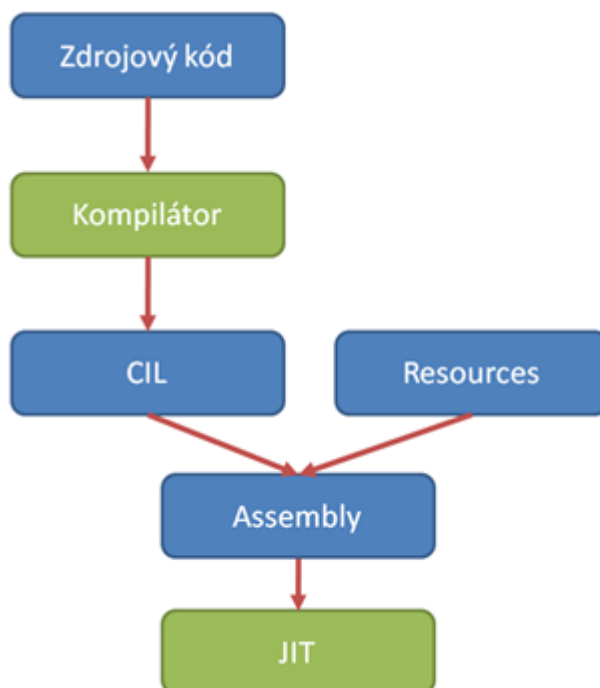 Zdrojový kód
Kompilátor
CIL
Resources
Assembly
JIT